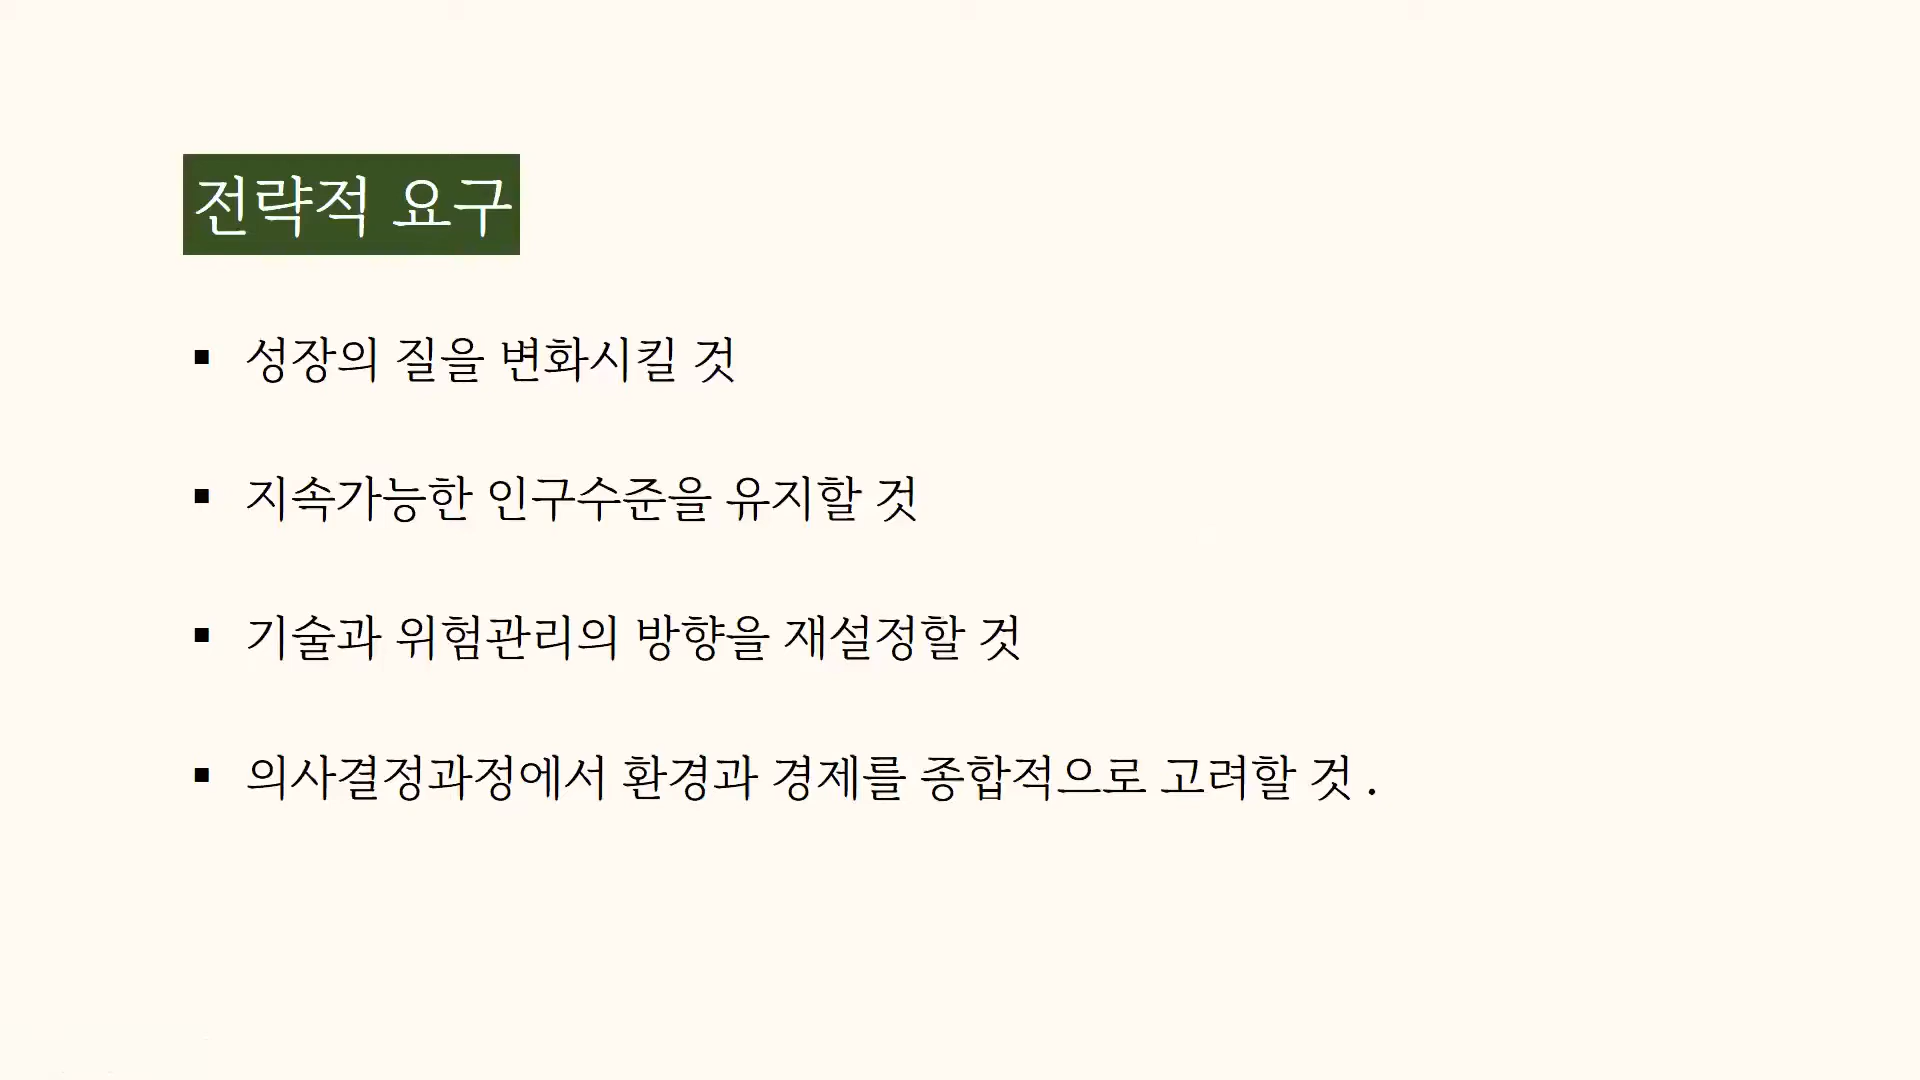 전략적 요구
▪ 성장의 질을 변화시킬 것
▪ 지속가능한 인구수준을 유지할 것
▪ 기술과 위험관리의 방향을 재설정할 것
▪ 의사결정과정에서 환경과 경제를 종합적으로 고려할 것 .